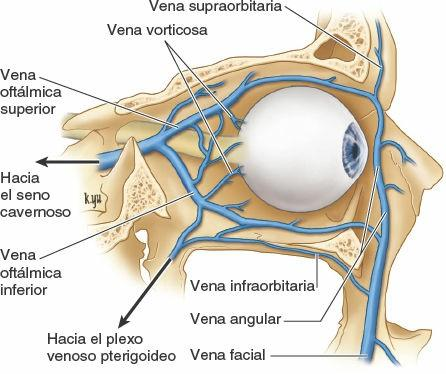 Vena supraorbitaria
Vena vorticosa
Vena
oftálmica
superior
Hacia
el seno
cavernoso
k.yu
Vena
oftálmica
inferior
Vena infraorbitaria
Vena angular
Hacia el plexo
venoso pterigoideo
Vena facial